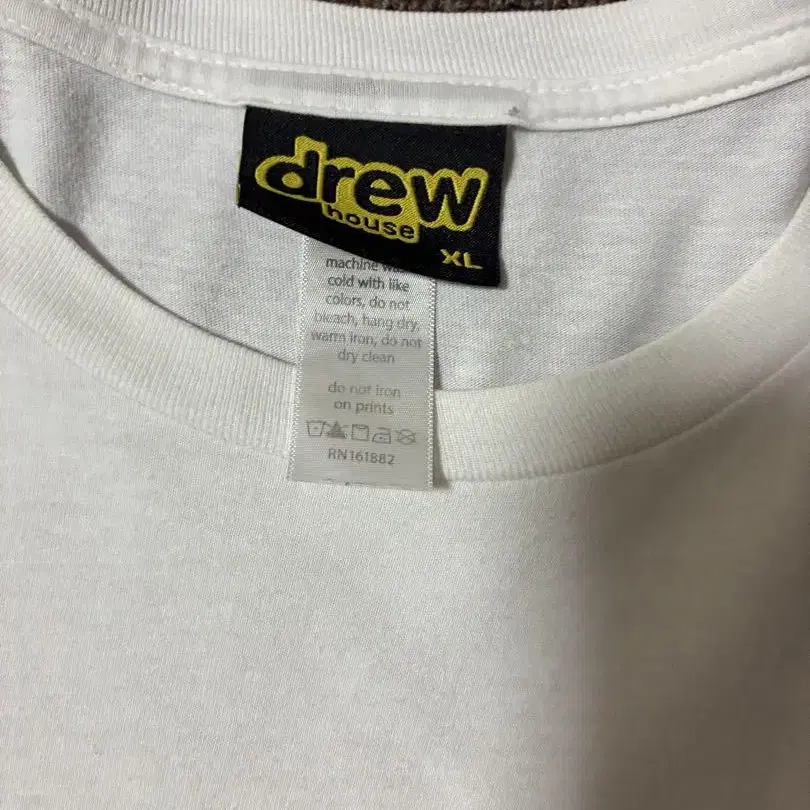 drew
house
XL
machine
cold with like
colors, do not
bleach, hang dry,
warm iron, do not
dry clean
do not iron
on prints
RN161882